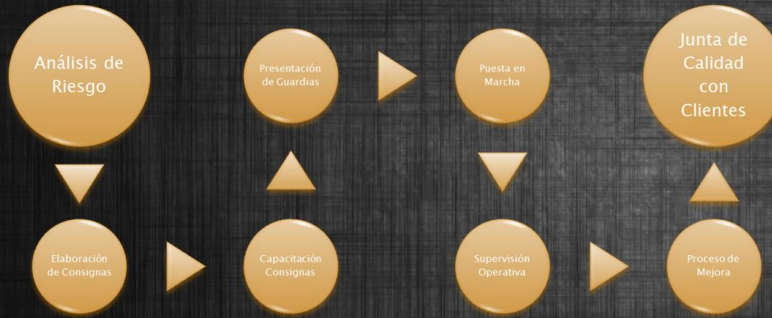 Análisis de
Riesgo
Elaboración
de Consignas
Capacitación
Consignas
Presentación
de Guardias
Puesta en
Marcha
Supervisión
Operativa
Proceso de
Mejora
Junta de
Calidad
con
Clientes